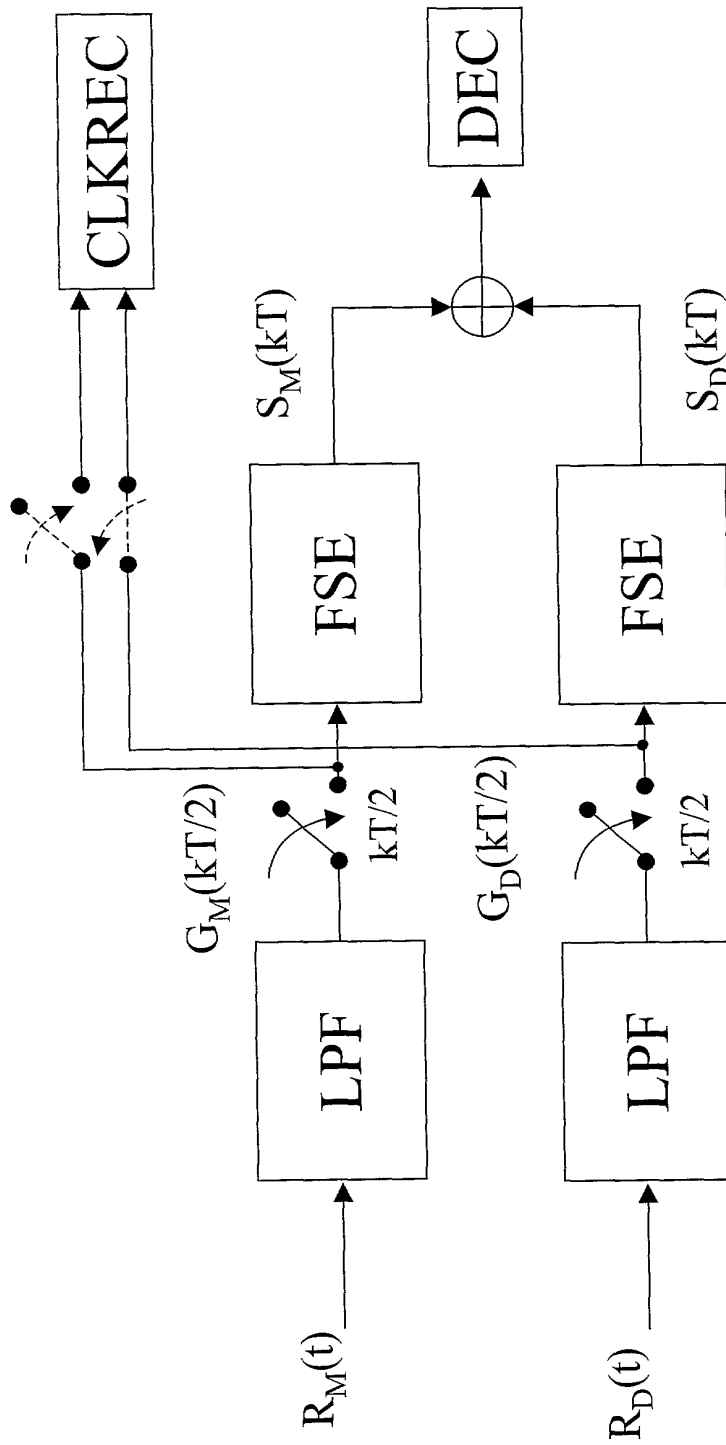 CLKREC
DEC
S_M(kT)
S_D(kT)
FSE
FSE
G_M(kT/2)
kT/2
G_D(kT/2)
kT/2
LPF
LPF
R_M(t)
R_D(t)